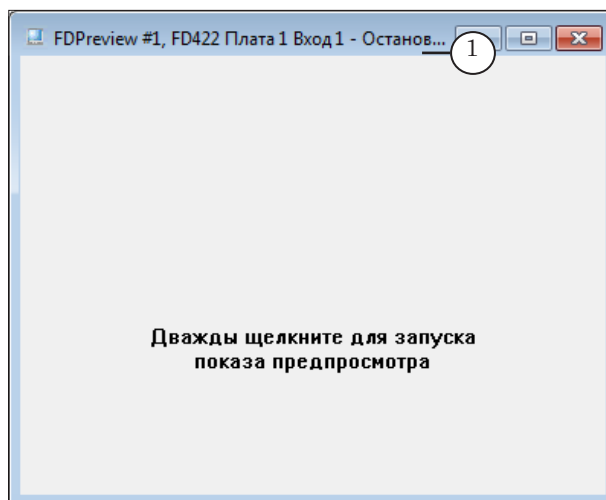 FDPreview #1, FD422 Плата 1 Вход 1 - Останов...
1
Дважды щелкните для запуска
показа предпросмотра